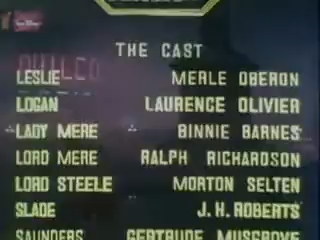 THE CAST
LESLIE MERLE OBERON
LOGAN LAURENCE OLIVIER
LADY MERE BINNIE BARNES
LORD MERE RALPH RICHARDSON
LORD STEELE MORTON SELTEN
SLADE J. H. ROBERTS
SAUNDERS GERTRUDE MUSGROVE